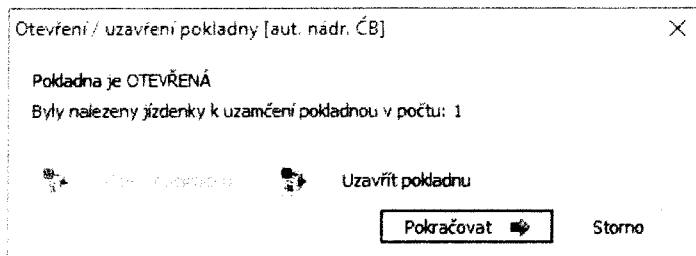 Otevření / uzavření pokladny [aut. nádr. ČB]
Pokladna je OTEVŘENÁ
Byly nalezeny jízdenky k uzamčení pokladnou v počtu: 1
Uzavřít pokladnu
Pokračovat
Storno